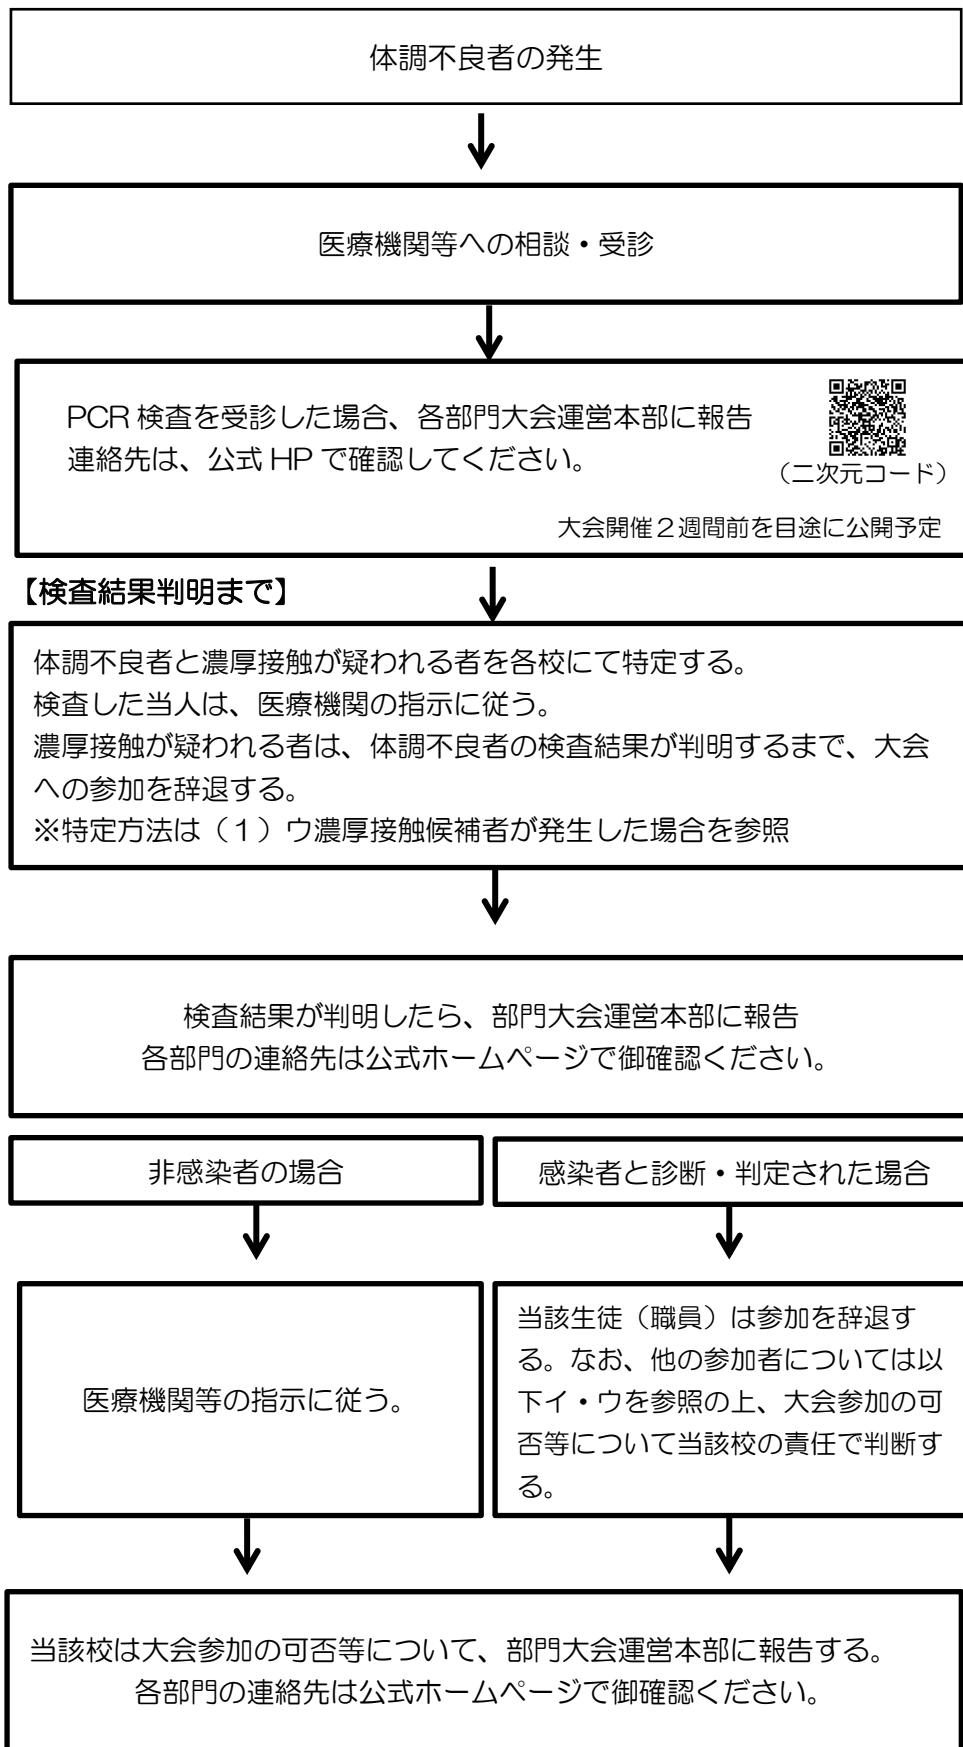 体調不良者の発生
医療機関等への相談・受診
PCR 検査を受診した場合、各部門大会運営本部に報告
連絡先は、公式 HP で確認してください。
（二次元コード）
大会開催２週間前を目途に公開予定
【検査結果判明まで】
体調不良者と濃厚接触が疑われる者を各校にて特定する。
検査した当人は、医療機関の指示に従う。
濃厚接触が疑われる者は、体調不良者の検査結果が判明するまで、大会
への参加を辞退する。
※特定方法は（１）ウ濃厚接触候補者が発生した場合を参照
検査結果が判明したら、部門大会運営本部に報告
各部門の連絡先は公式ホームページで御確認ください。
非感染者の場合
感染者と診断・判定された場合
医療機関等の指示に従う。
当該生徒（職員）は参加を辞退す
る。なお、他の参加者については以
下イ・ウを参照の上、大会参加の可
否等について当該校の責任で判断す
る。
当該校は大会参加の可否等について、部門大会運営本部に報告する。
各部門の連絡先は公式ホームページで御確認ください。